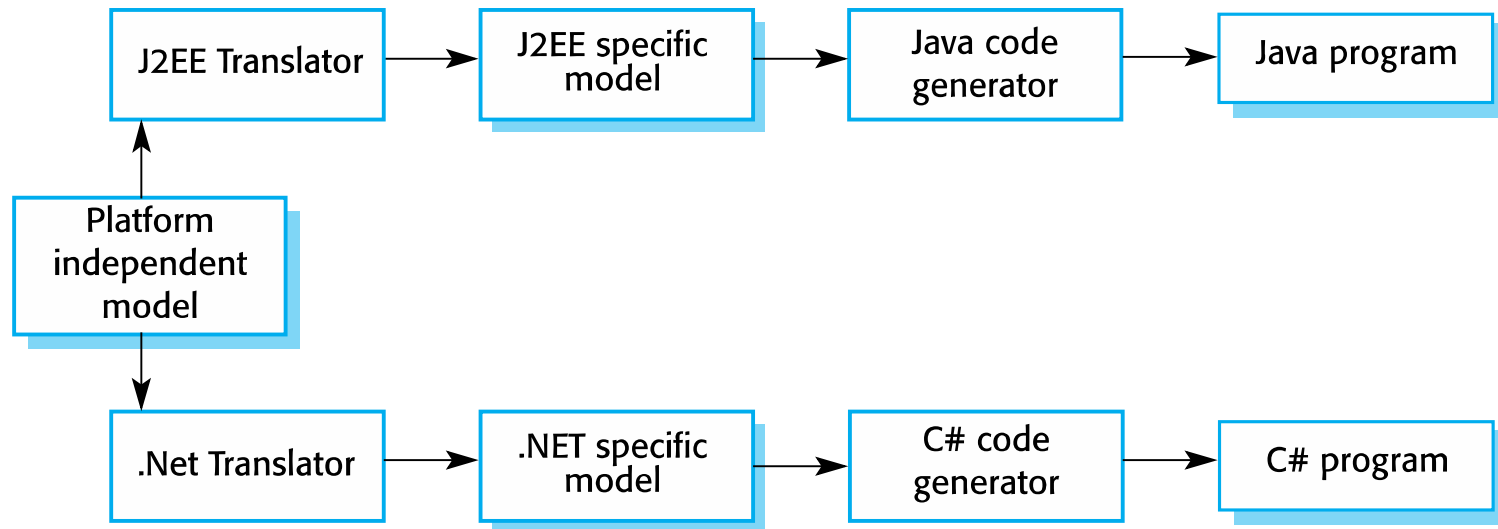 J2EE Translator
J2EE specific
model
Java code
generator
Java program
Platform
independent
model
.Net Translator
.NET specific
model
C# code
generator
C# program